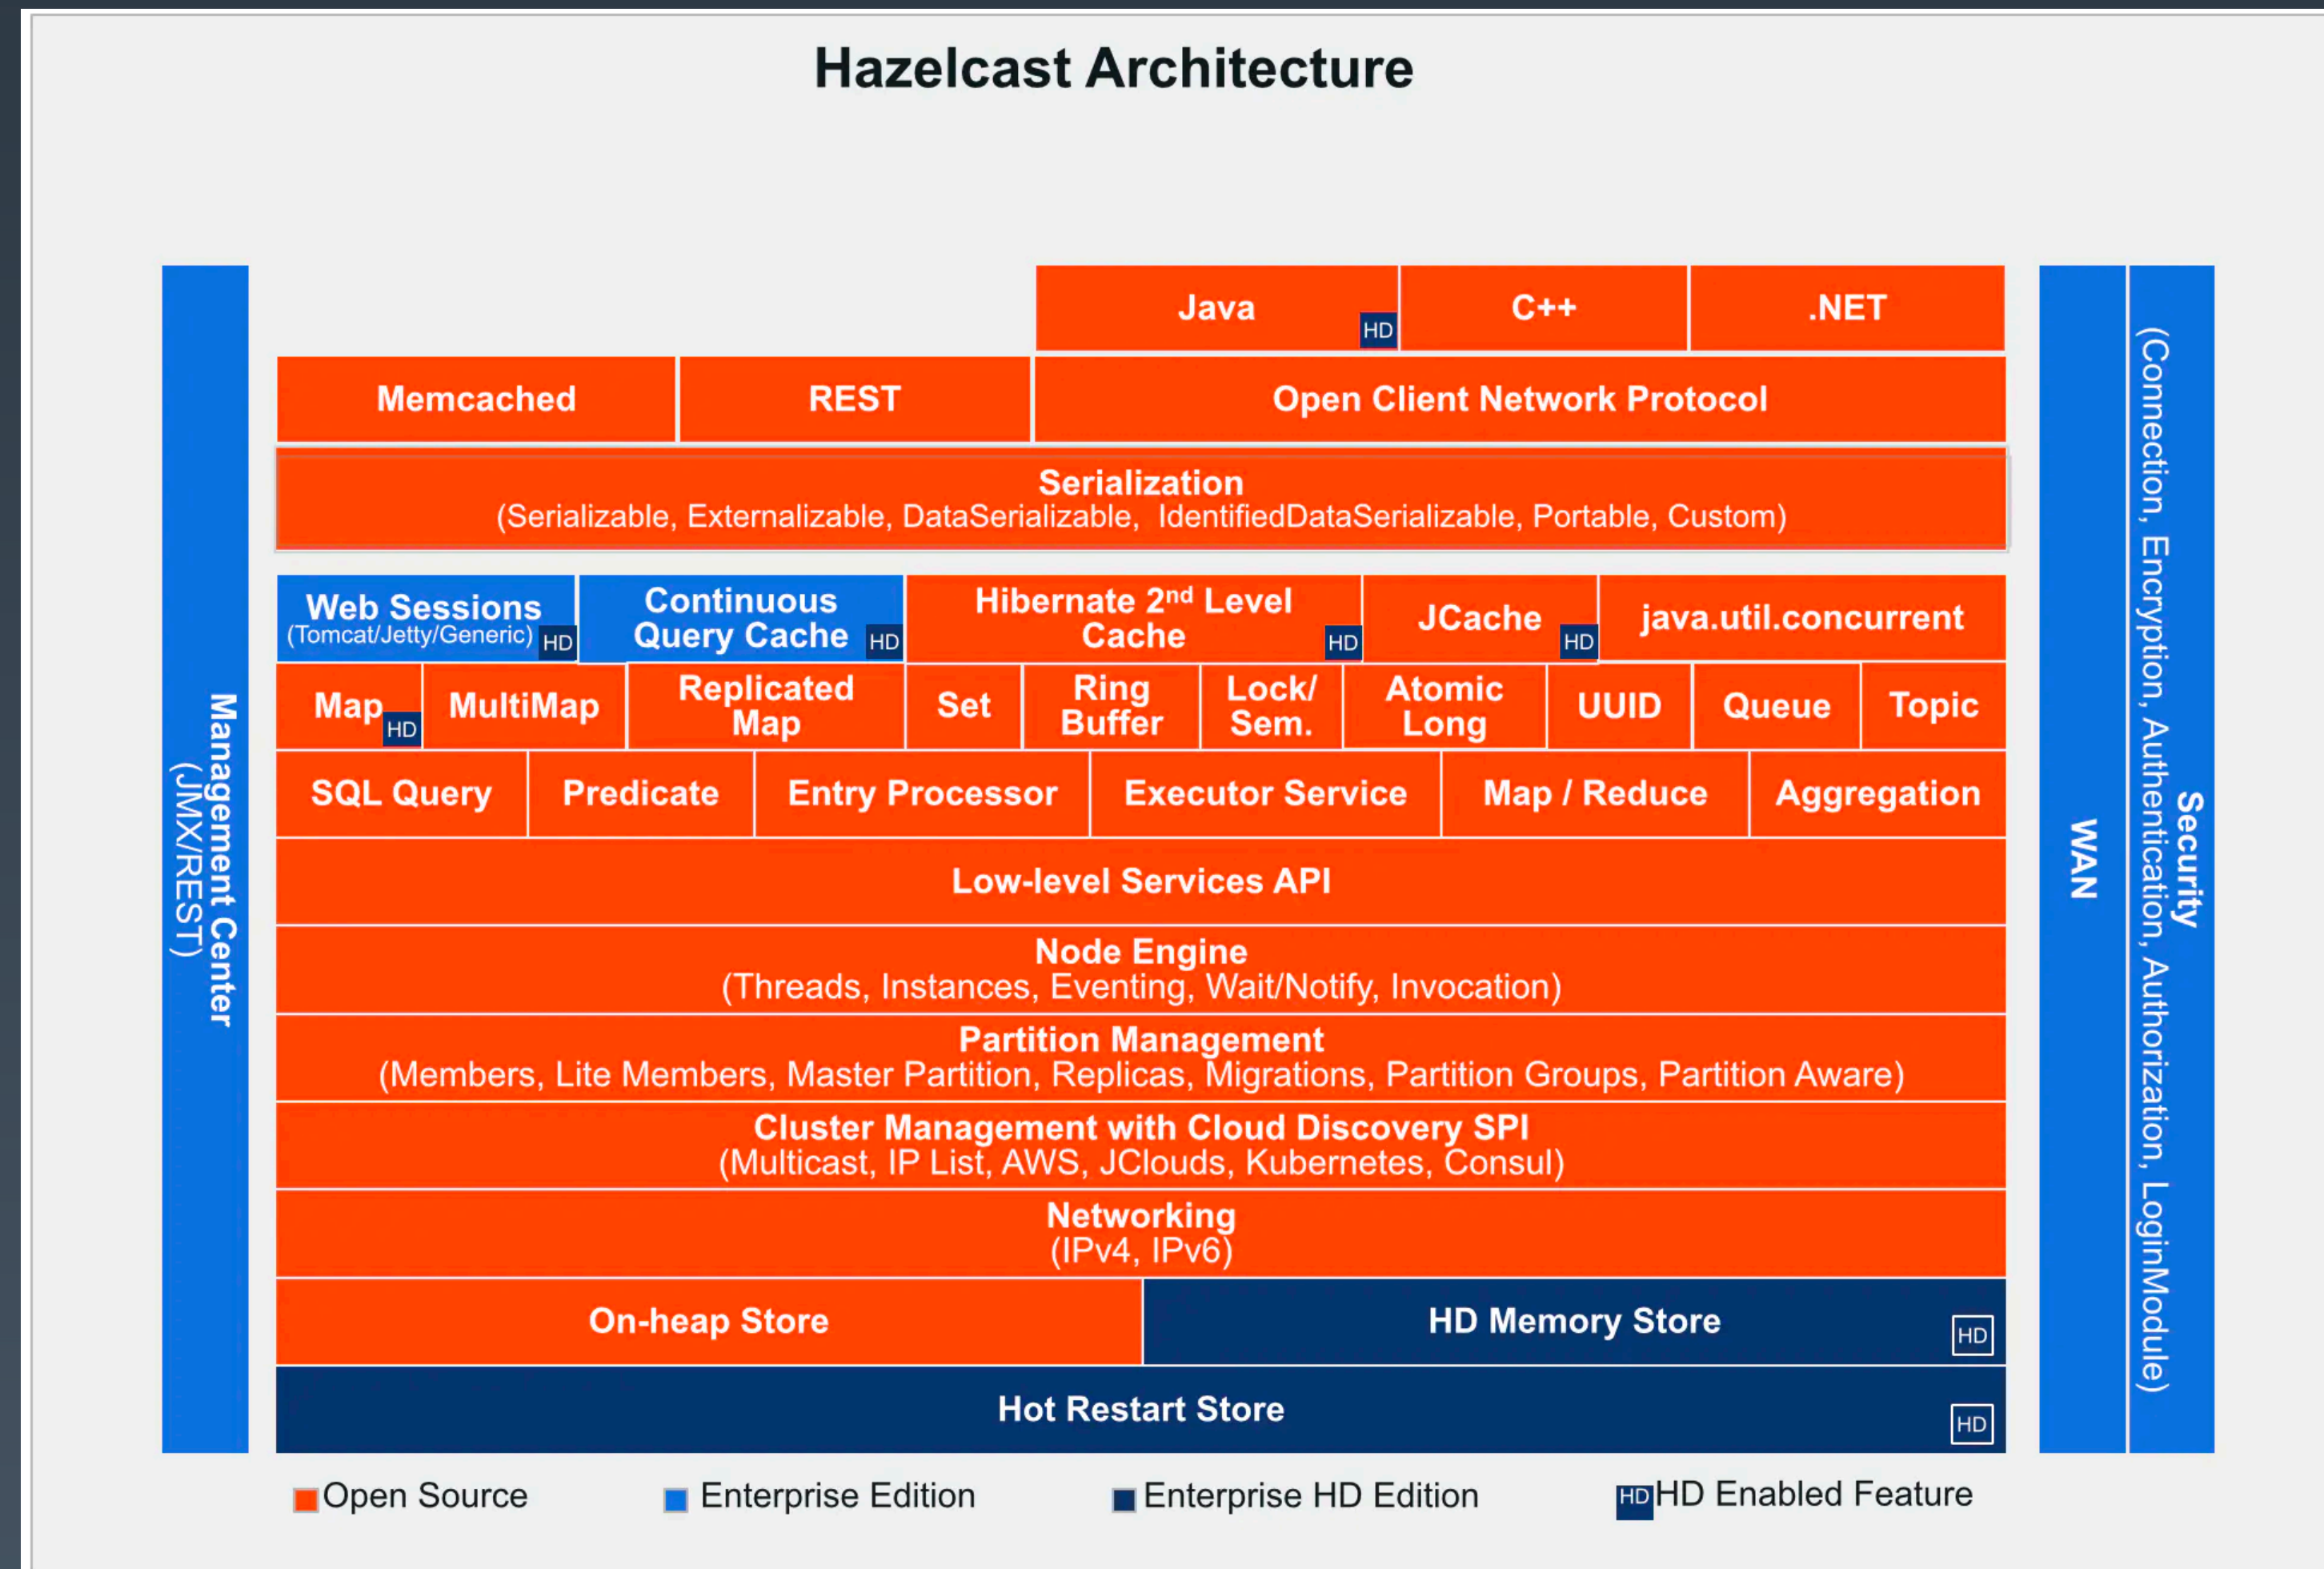 Hazelcast Architecture
Java
HD
C++
.NET
Memcached
REST
Open Client Network Protocol
Serialization
(Serializable, Externalizable, DataSerializable, IdentifiedDataSerializable, Portable, Custom)
Web Sessions
(Tomcat/Jetty/Generic)
HD
Continuous
Query Cache
HD
Hibernate 2nd Level
Cache
HD
JCache
HD
java.util.concurrent
Map
HD
MultiMap
Replicated
Map
Set
Ring
Buffer
Lock/
Sem.
Atomic
Long
UUID
Queue
Topic
SQL Query
Predicate
Entry Processor
Executor Service
Map / Reduce
Aggregation
Low-level Services API
Node Engine
(Threads, Instances, Eventing, Wait/Notify, Invocation)
Partition Management
(Members, Lite Members, Master Partition, Replicas, Migrations, Partition Groups, Partition Aware)
Cluster Management with Cloud Discovery SPI
(Multicast, IP List, AWS, JClouds, Kubernetes, Consul)
Networking
(IPv4, IPv6)
On-heap Store
HD Memory Store
HD
Hot Restart Store
HD
Management Center
(JMX/REST)
WAN
Security
(Connection, Encryption, Authentication, Authorization, LoginModule)
Open Source
Enterprise Edition
Enterprise HD Edition
HD
HD Enabled Feature